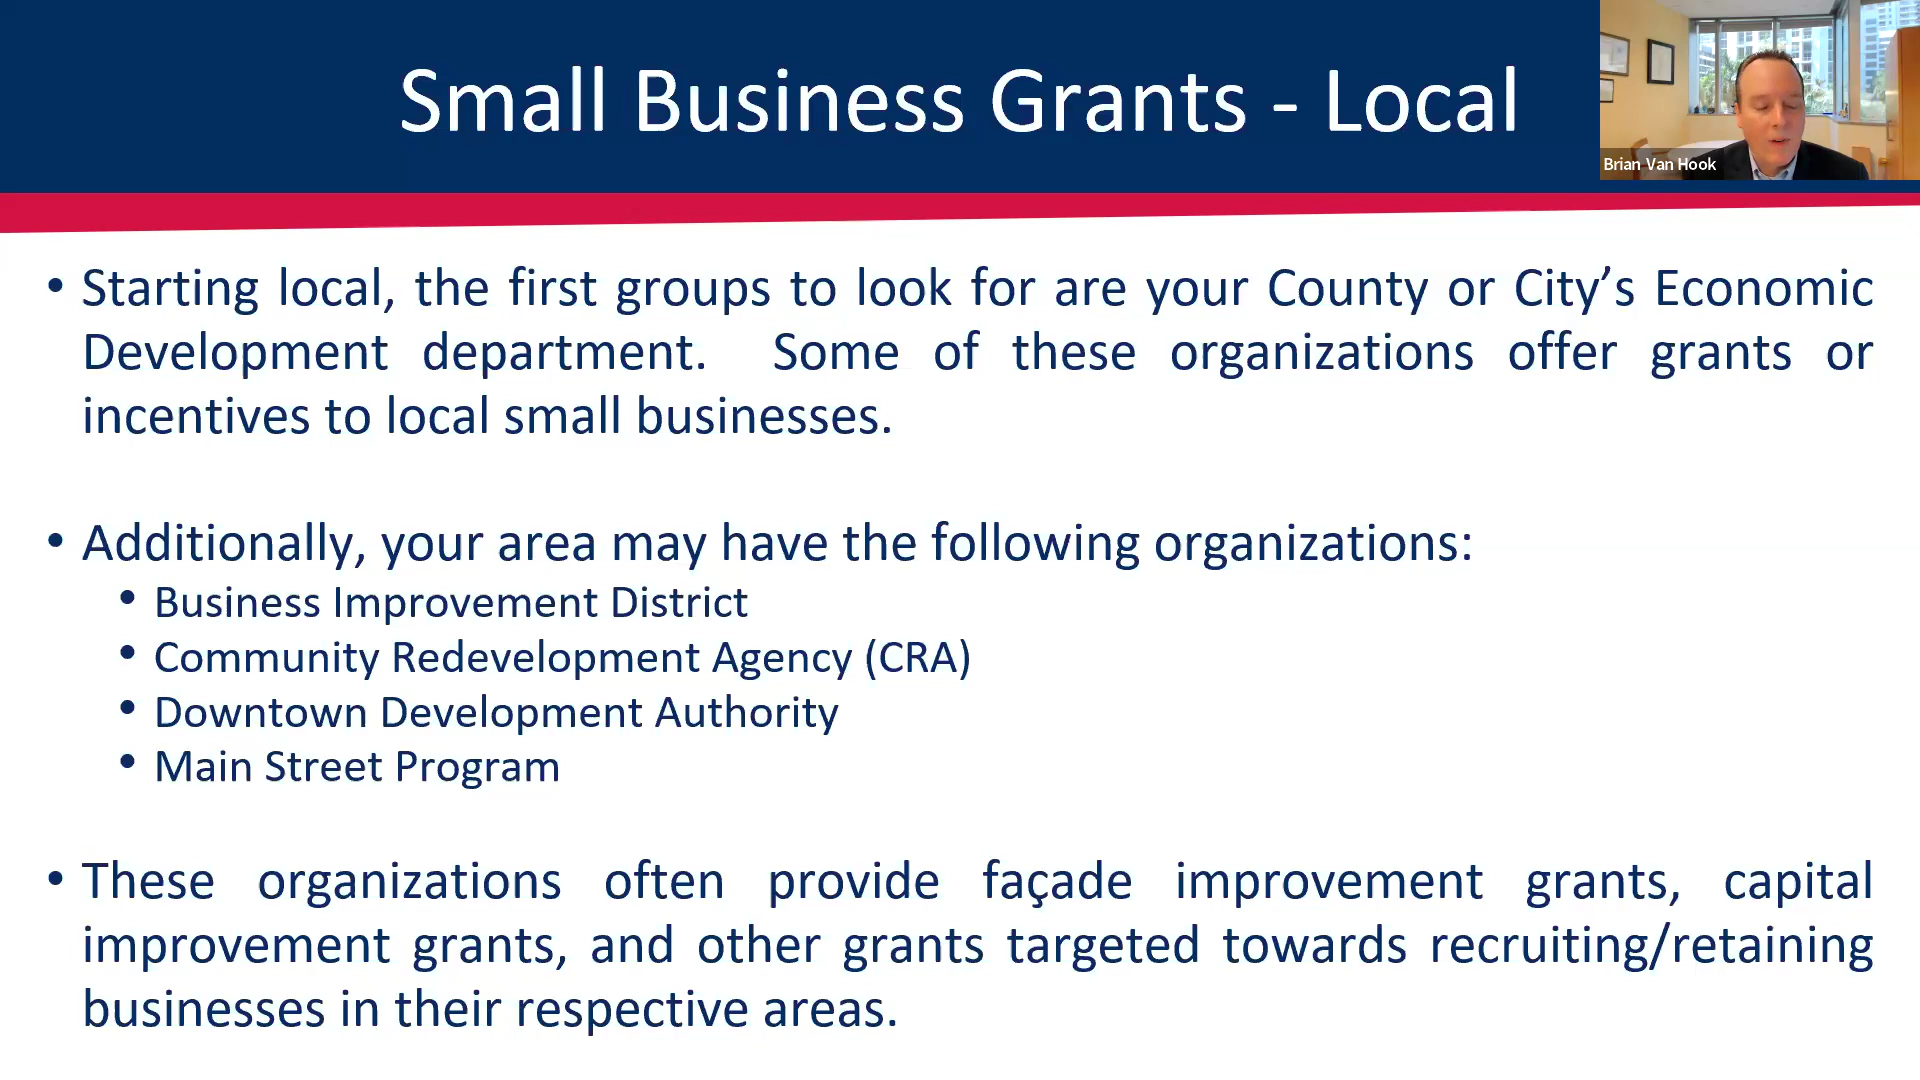 Small Business Grants - Local
Brian Van Hook
• Starting local, the first groups to look for are your County or City’s Economic
Development department.  Some of these organizations offer grants or
incentives to local small businesses.
• Additionally, your area may have the following organizations:
• Business Improvement District
• Community Redevelopment Agency (CRA)
• Downtown Development Authority
• Main Street Program
• These organizations often provide façade improvement grants, capital
improvement grants, and other grants targeted towards recruiting/retaining
businesses in their respective areas.